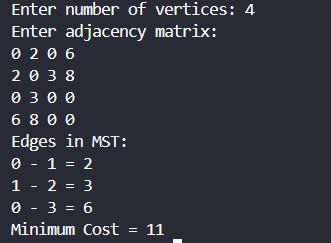 Enter number of vertices: 4
Enter adjacency matrix:
0 2 0 6
2 0 3 8
0 3 0 0
6 8 0 0
Edges in MST:
0 - 1 = 2
1 - 2 = 3
0 - 3 = 6
Minimum Cost = 11